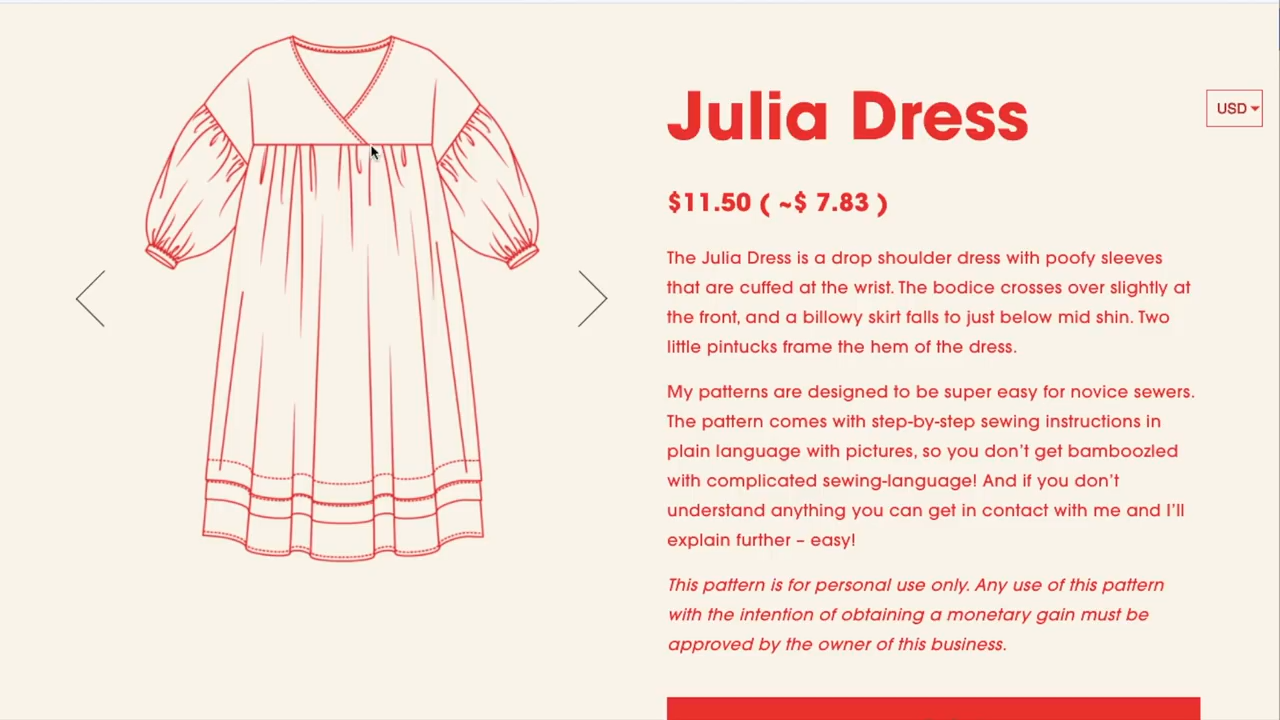 Julia Dress
USD
$11.50 ( ~$ 7.83 )
The Julia Dress is a drop shoulder dress with poofy sleeves
that are cuffed at the wrist. The bodice crosses over slightly at
the front, and a billowy skirt falls to just below mid shin. Two
little pintucks frame the hem of the dress.
My patterns are designed to be super easy for novice sewers.
The pattern comes with step-by-step sewing instructions in
plain language with pictures, so you don’t get bamboozled
with complicated sewing-language! And if you don’t
understand anything you can get in contact with me and I’ll
explain further – easy!
This pattern is for personal use only. Any use of this pattern
with the intention of obtaining a monetary gain must be
approved by the owner of this business.